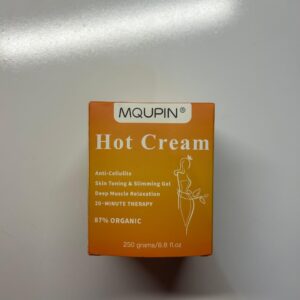 MQUPIN®
Hot Cream
Anti-Cellulite
Skin Toning & Slimming Gel
Deep Muscle Relaxation
20-MINUTE THERAPY
87% ORGANIC
250 grams/8.8 fl oz